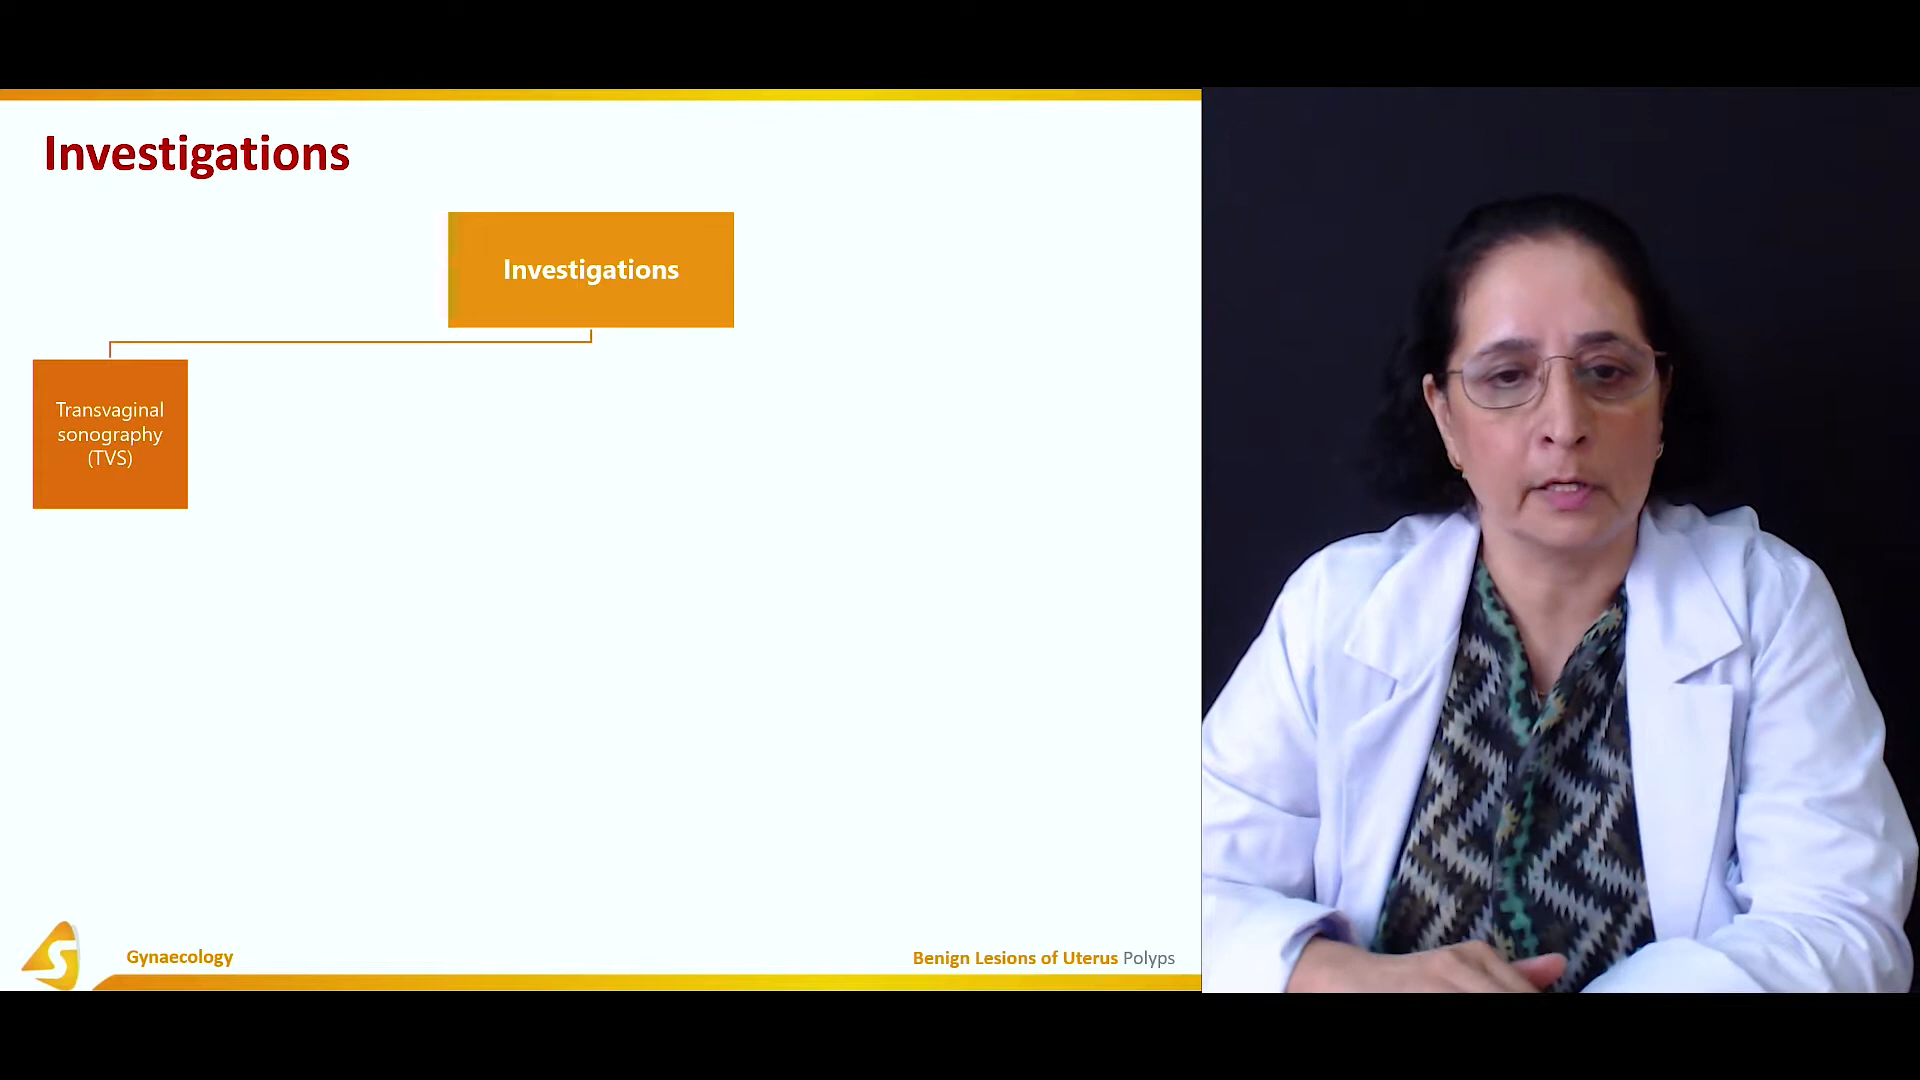 Investigations
Investigations
Transvaginal
sonography
(TVS)
Gynaecology
Benign Lesions of Uterus Polyps